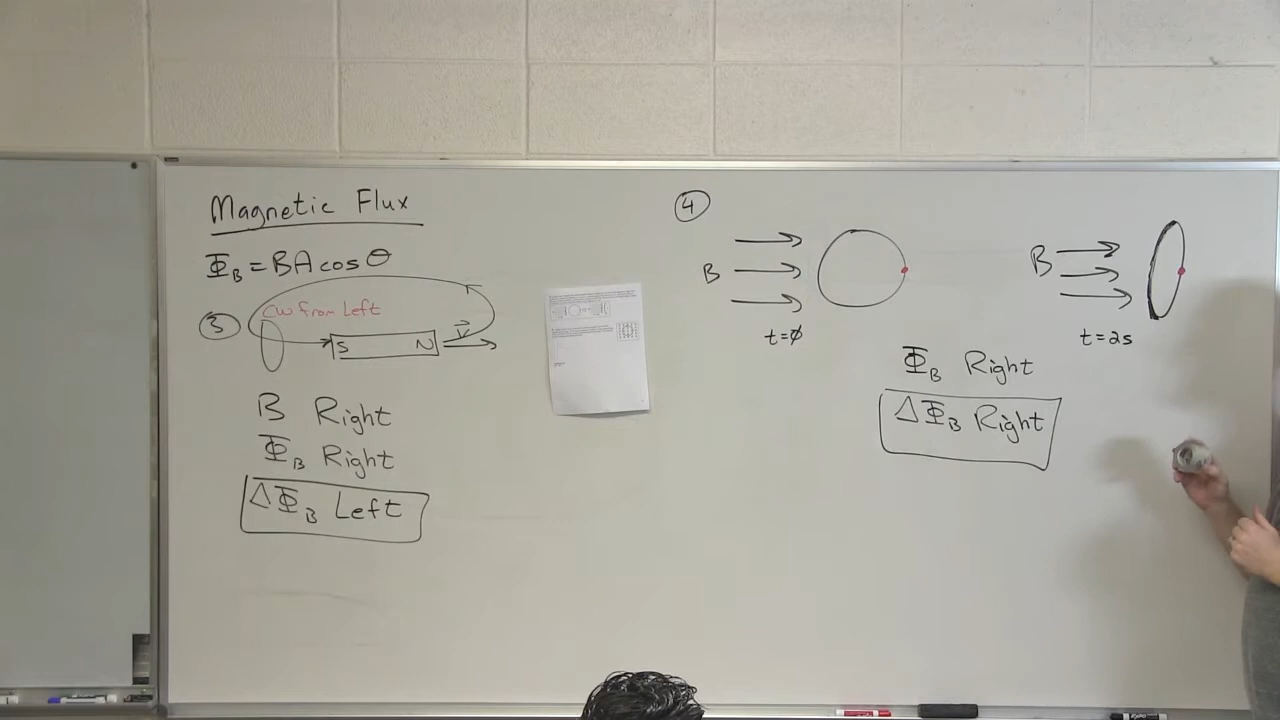 Magnetic Flux
Φ_B = BA cos θ
③
CW from Left
S N v⃗
B Right
Φ_B Right
ΔΦ_B Left
④
B
t=∅
B
t=2s
Φ_B Right
ΔΦ_B Right